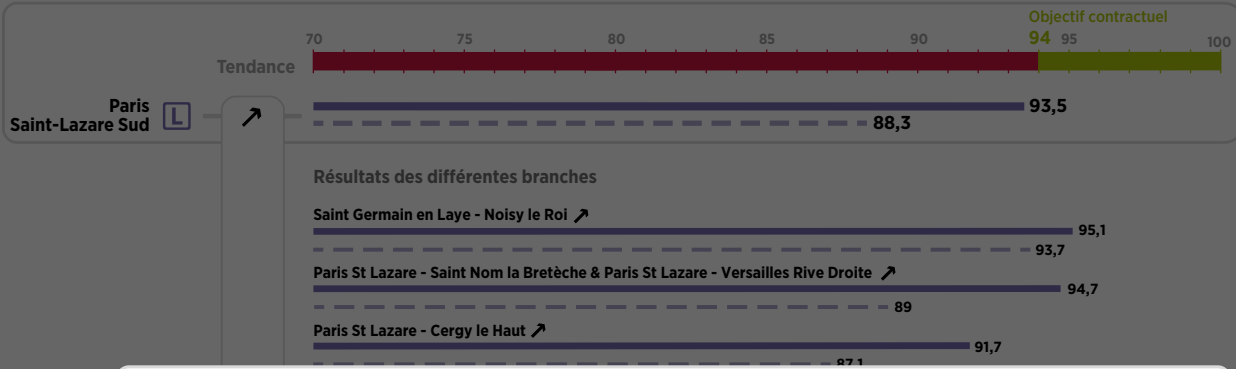 Objectif contractuel
70 75 80 85 90 94 95 100
Tendance
Paris
Saint-Lazare Sud L
93,5
88,3
Résultats des différentes branches
Saint Germain en Laye - Noisy le Roi
95,1
93,7
Paris St Lazare - Saint Nom la Bretèche & Paris St Lazare - Versailles Rive Droite
94,7
89
Paris St Lazare - Cergy le Haut
91,7
87,1